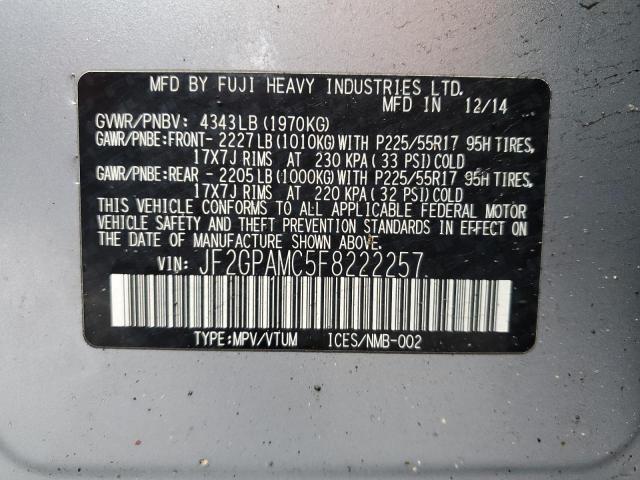 MFD BY FUJI HEAVY INDUSTRIES LTD.
MFD IN 12/14
GVWR/PNBV: 4343LB (1970KG)
GAWR/PNBE:FRONT- 2227LB (1010KG) WITH P225/55R17 95H TIRES,
17X7J RIMS AT 230 KPA ( 33 PSI) COLD
GAWR/PNBE:REAR - 2205LB (1000KG) WITH P225/55R17 95H TIRES,
17X7J RIMS AT 220 KPA ( 32 PSI) COLD
THIS VEHICLE CONFORMS TO ALL APPLICABLE FEDERAL MOTOR
VEHICLE SAFETY AND THEFT PREVENTION STANDARDS IN EFFECT ON
THE DATE OF MANUFACTURE SHOWN ABOVE.
VIN: JF2GPAMC5F8222257
TYPE:MPV/VTUM ICES/NMB-002